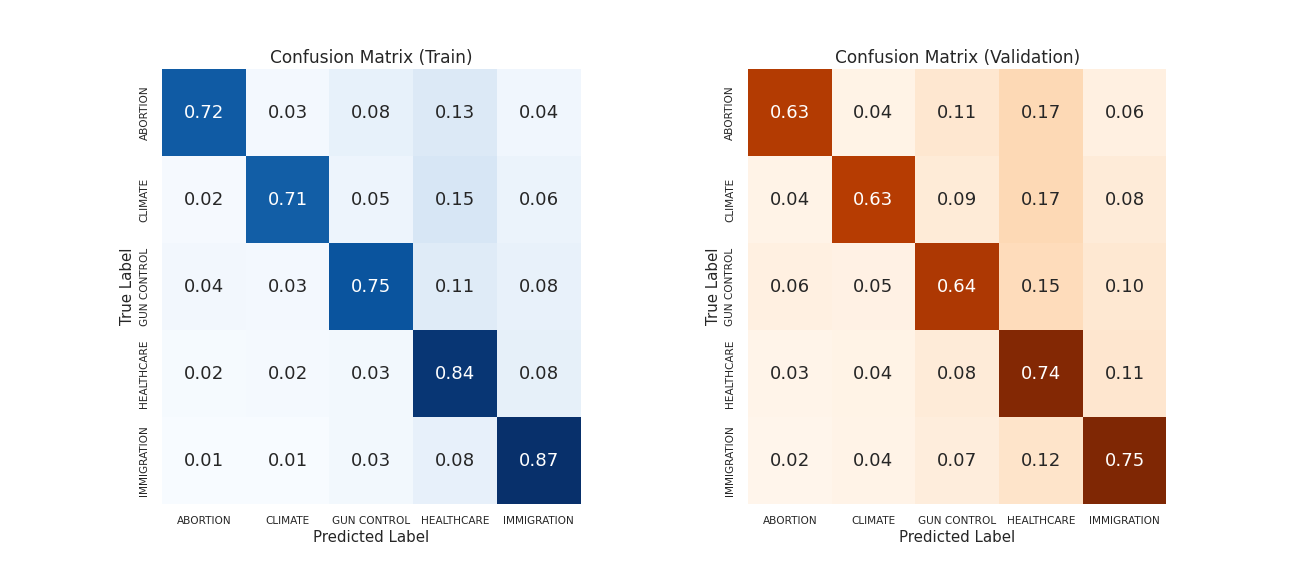 Confusion Matrix (Train)
True Label
ABORTION 0.72 0.03 0.08 0.13 0.04
CLIMATE 0.02 0.71 0.05 0.15 0.06
GUN CONTROL 0.04 0.03 0.75 0.11 0.08
HEALTHCARE 0.02 0.02 0.03 0.84 0.08
IMMIGRATION 0.01 0.01 0.03 0.08 0.87
ABORTION CLIMATE GUN CONTROL HEALTHCARE IMMIGRATION
Predicted Label
Confusion Matrix (Validation)
True Label
ABORTION 0.63 0.04 0.11 0.17 0.06
CLIMATE 0.04 0.63 0.09 0.17 0.08
GUN CONTROL 0.06 0.05 0.64 0.15 0.10
HEALTHCARE 0.03 0.04 0.08 0.74 0.11
IMMIGRATION 0.02 0.04 0.07 0.12 0.75
ABORTION CLIMATE GUN CONTROL HEALTHCARE IMMIGRATION
Predicted Label